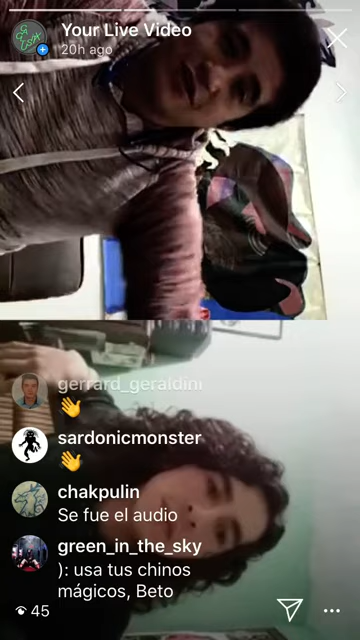 Your Live Video
20h ago
gerrard_geraldini
👋
sardonicmonster
👋
chakpulin
Se fue el audio
green_in_the_sky
): usa tus chinos
mágicos, Beto
45